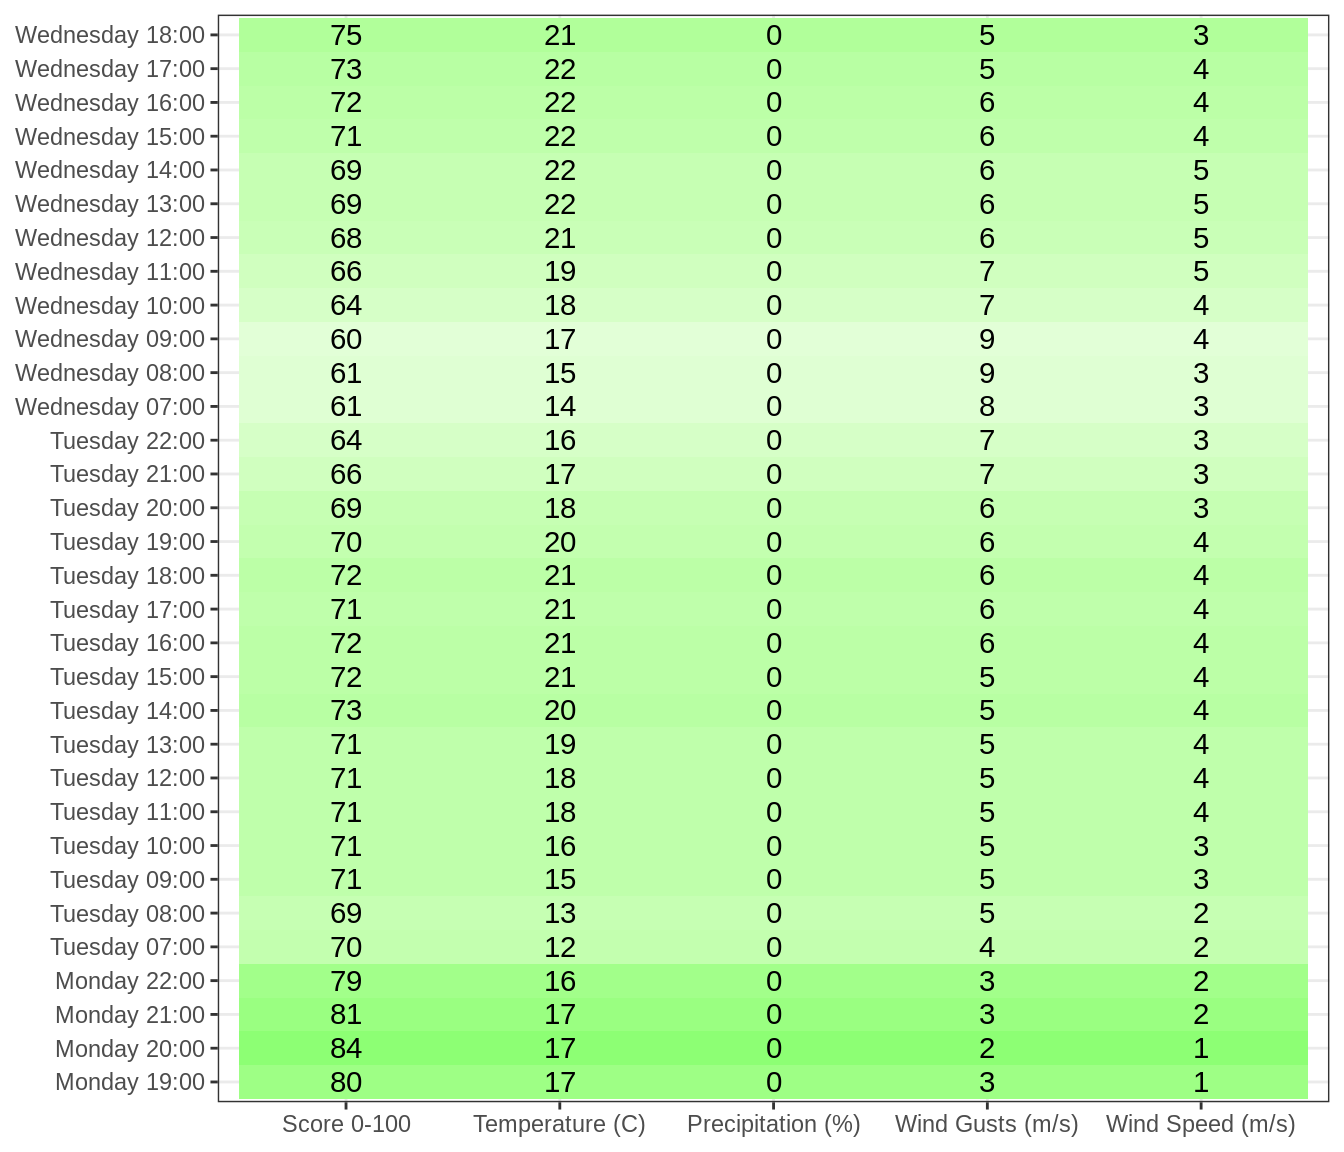 Wednesday 18:00 75 21 0 5 3
Wednesday 17:00 73 22 0 5 4
Wednesday 16:00 72 22 0 6 4
Wednesday 15:00 71 22 0 6 4
Wednesday 14:00 69 22 0 6 5
Wednesday 13:00 69 22 0 6 5
Wednesday 12:00 68 21 0 6 5
Wednesday 11:00 66 19 0 7 5
Wednesday 10:00 64 18 0 7 4
Wednesday 09:00 60 17 0 9 4
Wednesday 08:00 61 15 0 9 3
Wednesday 07:00 61 14 0 8 3
Tuesday 22:00 64 16 0 7 3
Tuesday 21:00 66 17 0 7 3
Tuesday 20:00 69 18 0 6 3
Tuesday 19:00 70 20 0 6 4
Tuesday 18:00 72 21 0 6 4
Tuesday 17:00 71 21 0 6 4
Tuesday 16:00 72 21 0 6 4
Tuesday 15:00 72 21 0 5 4
Tuesday 14:00 73 20 0 5 4
Tuesday 13:00 71 19 0 5 4
Tuesday 12:00 71 18 0 5 4
Tuesday 11:00 71 18 0 5 4
Tuesday 10:00 71 16 0 5 3
Tuesday 09:00 71 15 0 5 3
Tuesday 08:00 69 13 0 5 2
Tuesday 07:00 70 12 0 4 2
Monday 22:00 79 16 0 3 2
Monday 21:00 81 17 0 3 2
Monday 20:00 84 17 0 2 1
Monday 19:00 80 17 0 3 1
Score 0-100 Temperature (C) Precipitation (%) Wind Gusts (m/s) Wind Speed (m/s)